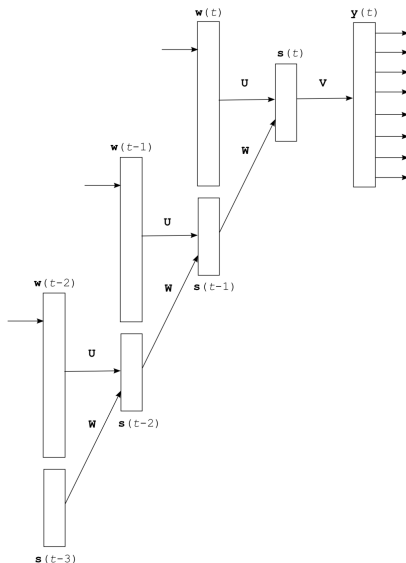 w(t) y(t)
s(t)
U V
w(t-1) W
U
s(t-1)
w(t-2) W
U
W s(t-2)
s(t-3)